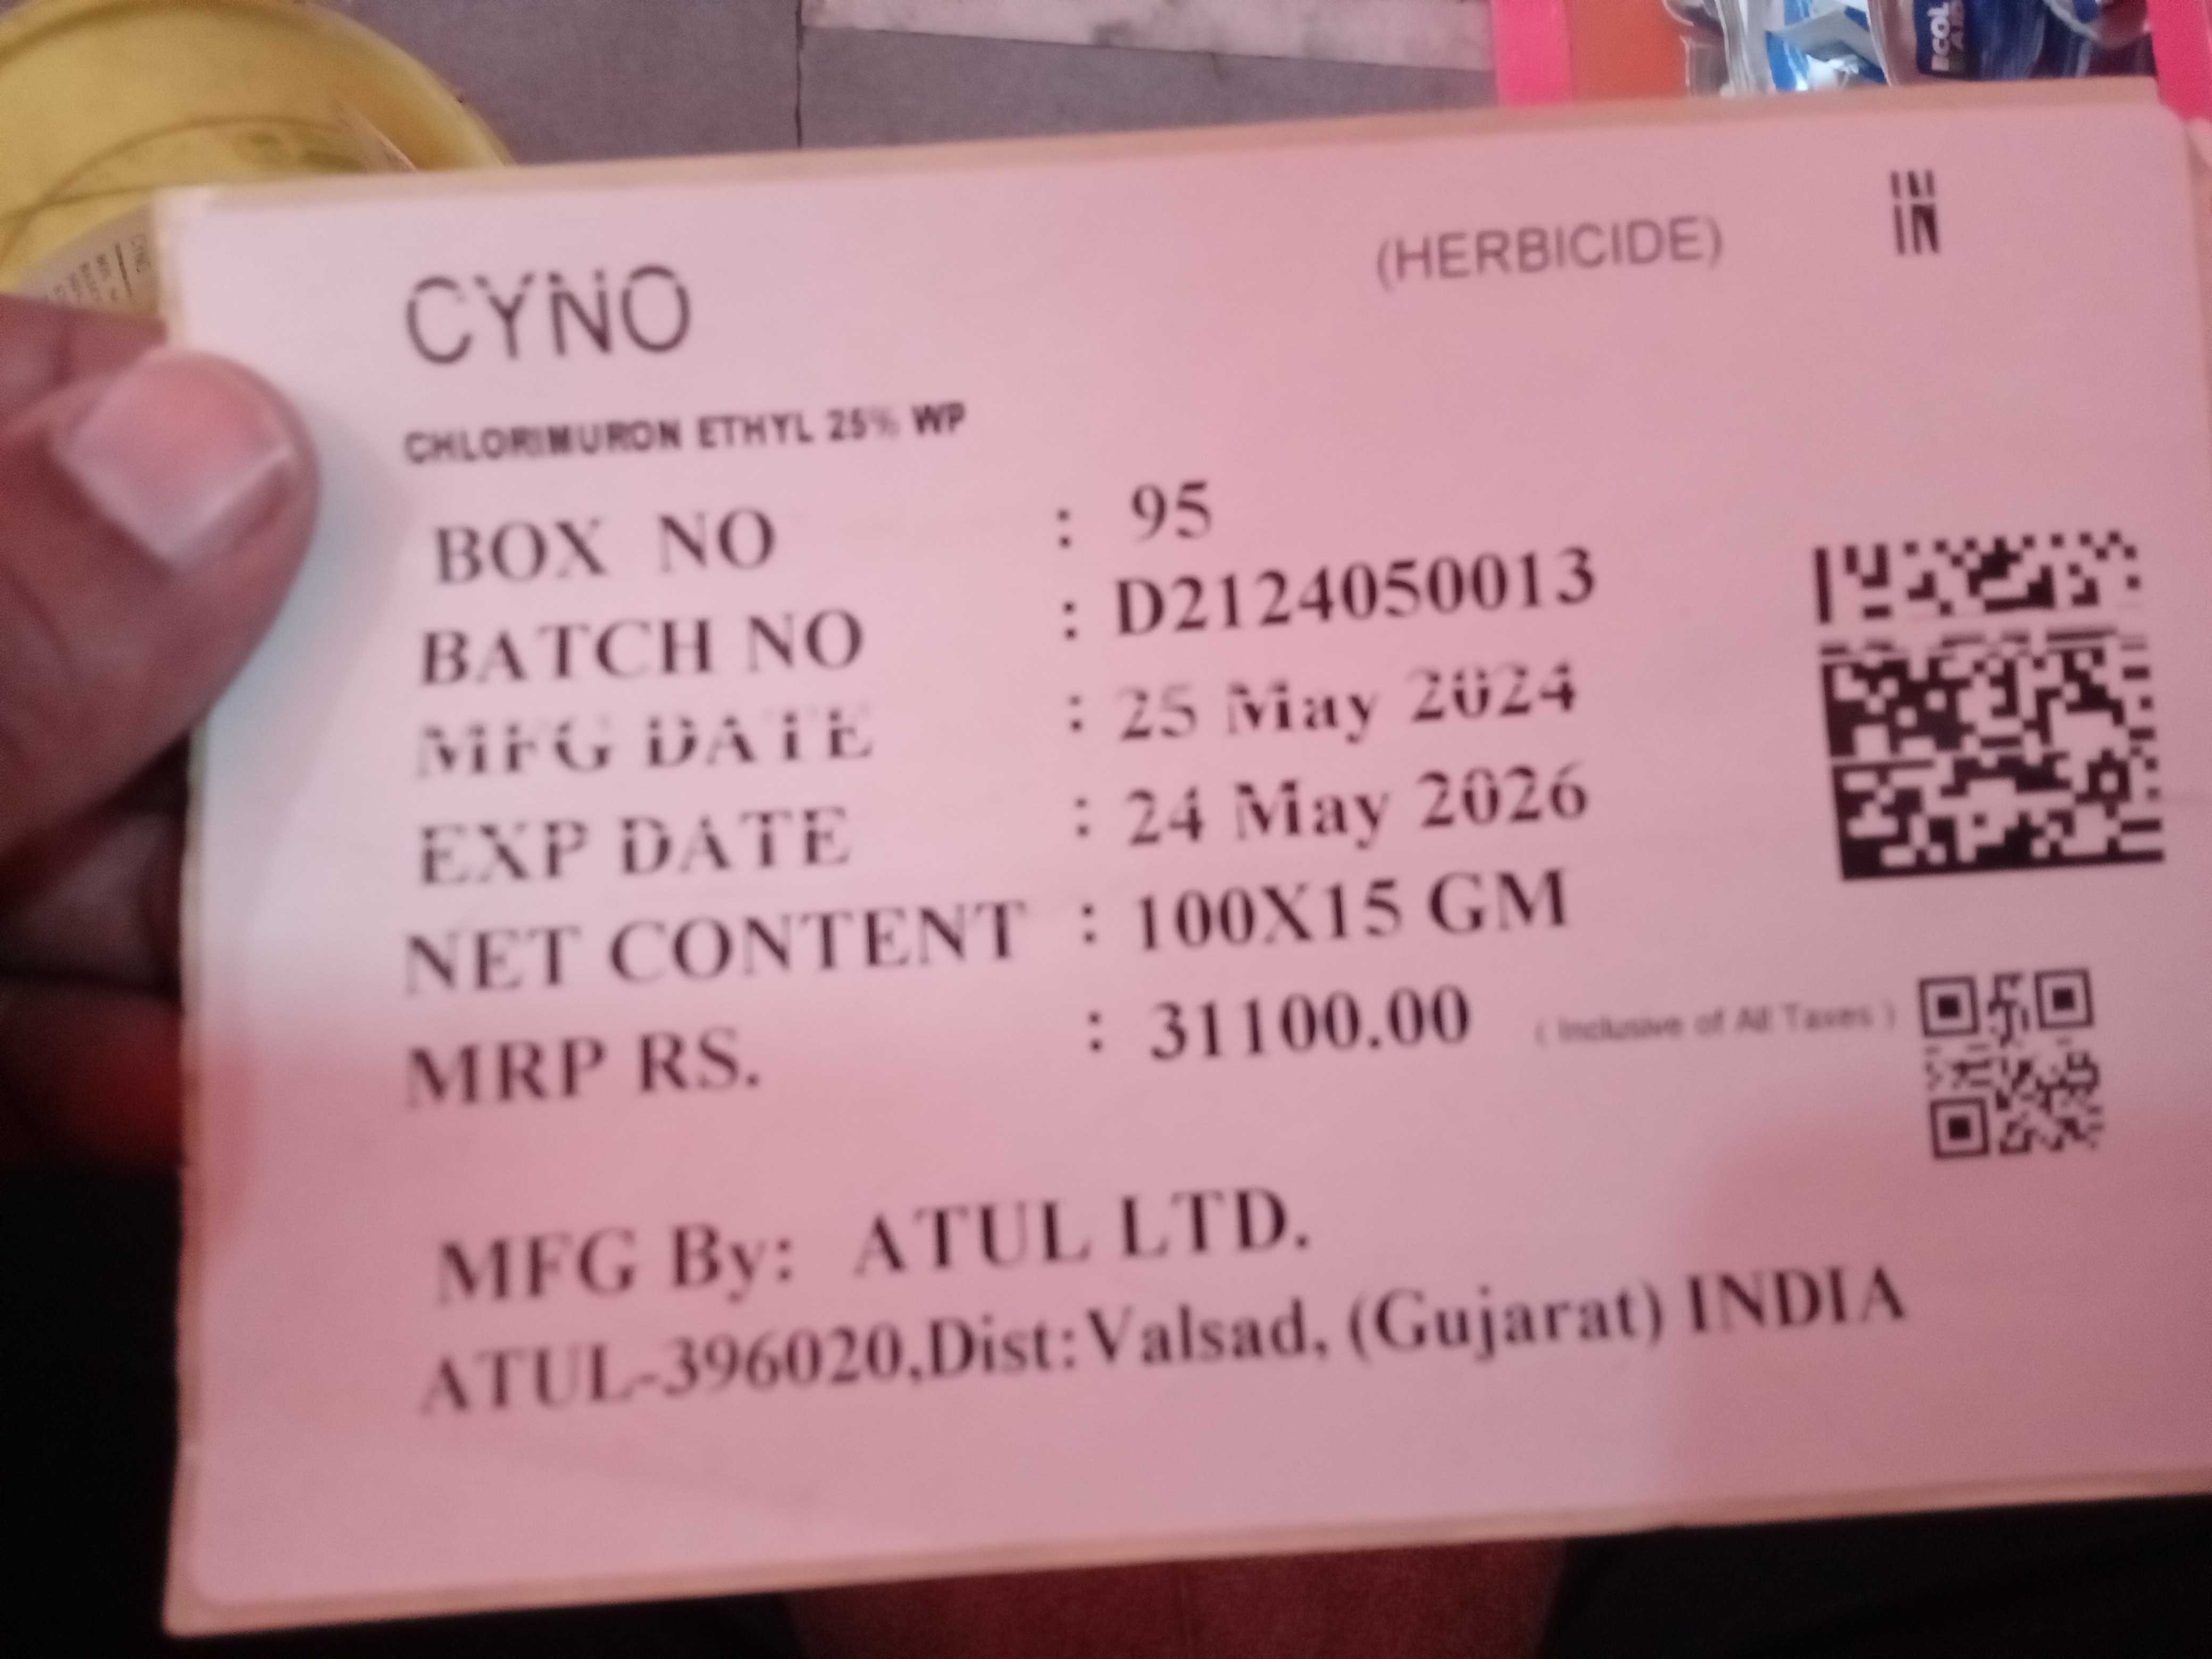 CYNO
(HERBICIDE)
IN
CHLORIMURON ETHYL 25% WP
BOX NO : 95
BATCH NO : D2124050013
MFG DATE : 25 May 2024
EXP DATE : 24 May 2026
NET CONTENT : 100X15 GM
MRP RS. : 31100.00 ( Inclusive of All Taxes )
MFG By: ATUL LTD.
ATUL-396020,Dist:Valsad, (Gujarat) INDIA